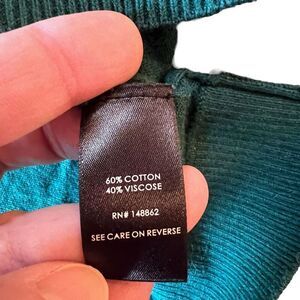 60% COTTON
40% VISCOSE
RN# 148862
SEE CARE ON REVERSE